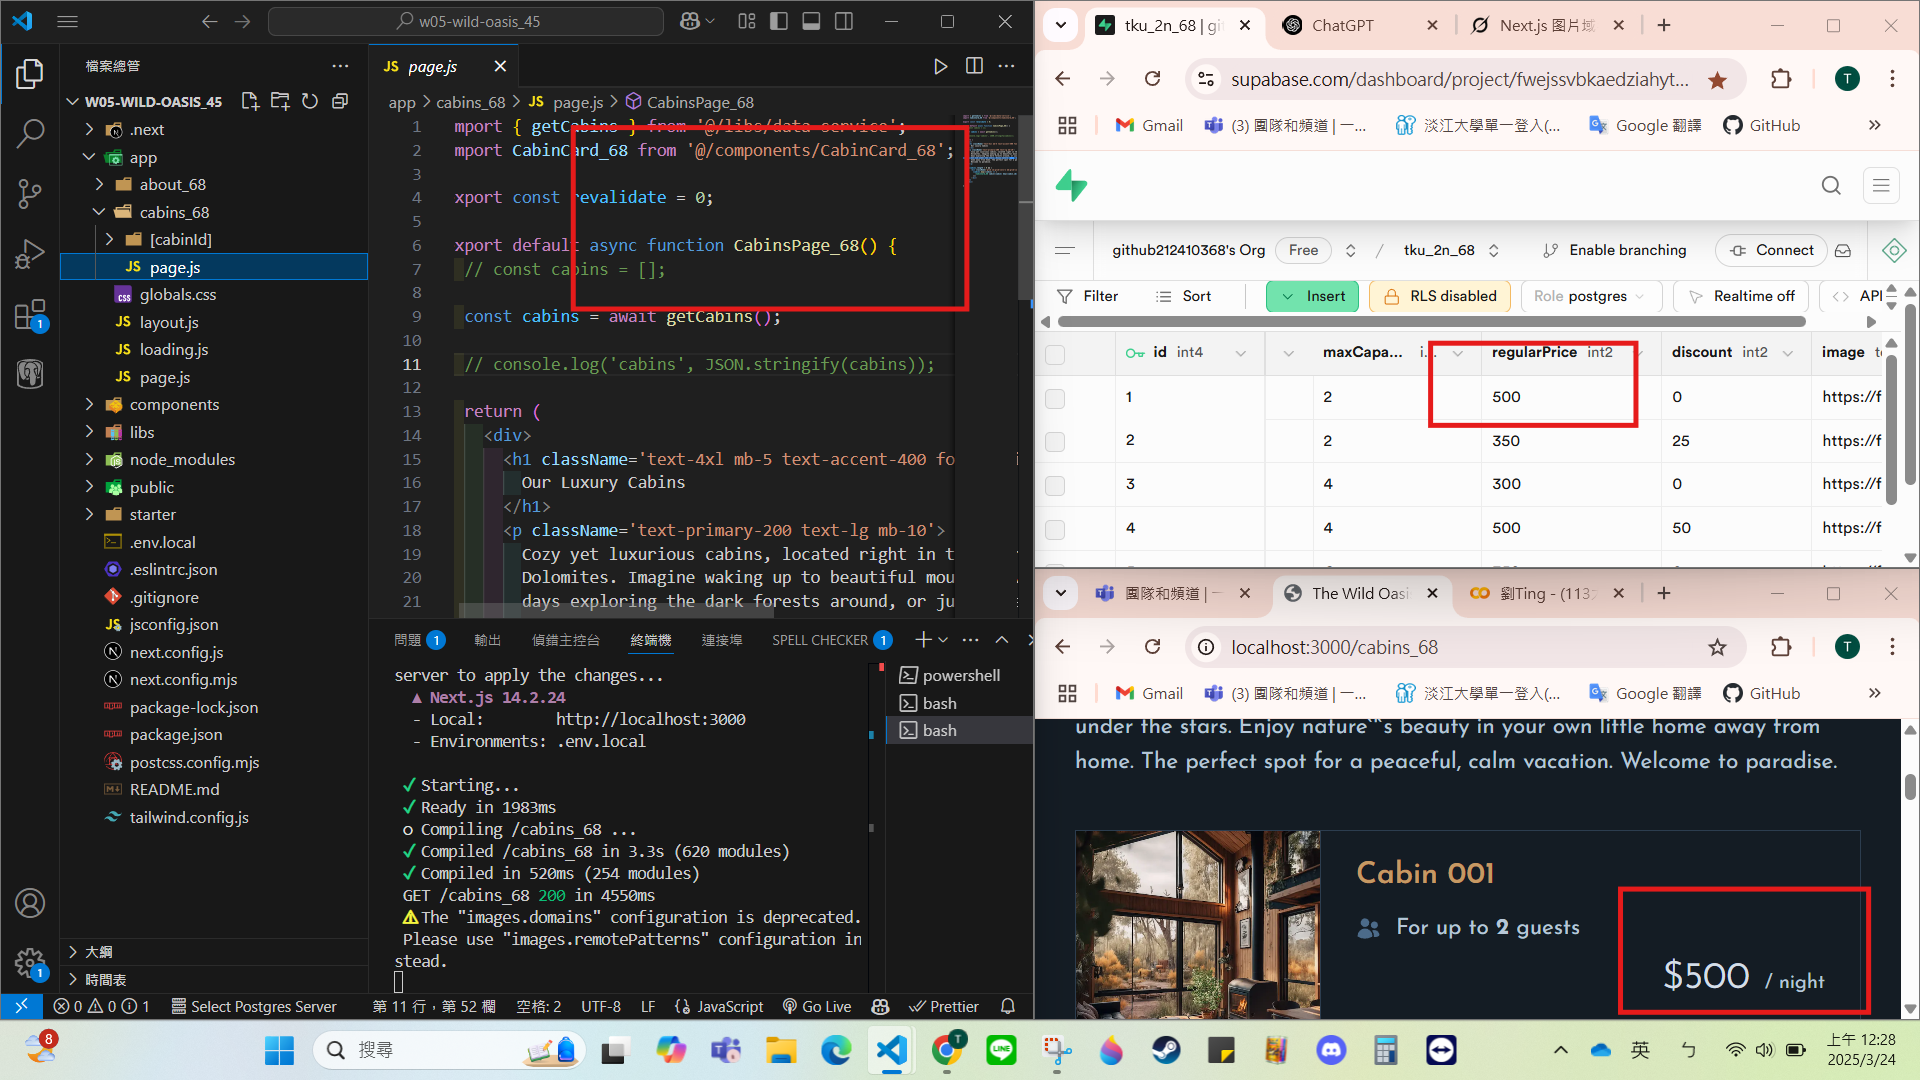 w05-wild-oasis_45
檔案總管
W05-WILD-OASIS_45
.next
app
about_68
cabins_68
[cabinId]
JS page.js
CSS globals.css
JS layout.js
JS loading.js
JS page.js
components
libs
node_modules
public
starter
.env.local
.eslintrc.json
.gitignore
jsconfig.json
next.config.js
next.config.mjs
package-lock.json
package.json
postcss.config.mjs
README.md
tailwind.config.js
大綱
時間表
JS page.js
app > cabins_68 > JS page.js > CabinsPage_68
1 mport { getCabins } from '@/libs/data-service';
2 mport CabinCard_68 from '@/components/CabinCard_68';
3
4 xport const revalidate = 0;
5
6 xport default async function CabinsPage_68() {
7 // const cabins = [];
8
9 const cabins = await getCabins();
10
11 // console.log('cabins', JSON.stringify(cabins));
12
13 return (
14 <div>
15 <h1 className='text-4xl mb-5 text-accent-400 fo
16 Our Luxury Cabins
17 </h1>
18 <p className='text-primary-200 text-lg mb-10'>
19 Cozy yet luxurious cabins, located right in t
20 Dolomites. Imagine waking up to beautiful mou
21 days exploring the dark forests around, or ju
問題 1 輸出 偵錯主控台 終端機 連接埠 SPELL CHECKER 1
server to apply the changes...
▲ Next.js 14.2.24
- Local: http://localhost:3000
- Environments: .env.local
✓ Starting...
✓ Ready in 1983ms
○ Compiling /cabins_68 ...
✓ Compiled /cabins_68 in 3.3s (620 modules)
✓ Compiled in 520ms (254 modules)
GET /cabins_68 200 in 4550ms
⚠ The "images.domains" configuration is deprecated.
Please use "images.remotePatterns" configuration in
stead.
powershell
bash
bash
0 0 1 Select Postgres Server 第 11 行，第 52 欄 空格: 2 UTF-8 LF JavaScript Go Live Prettier
tku_2n_68 | gi
ChatGPT
Next.js 图片域
supabase.com/dashboard/project/fwejssvbkaedziahyt...
T
Gmail (3) 團隊和頻道 | 一... 淡江大學單一登入(... Google 翻譯 GitHub
github212410368's Org Free / tku_2n_68 Enable branching Connect
Filter Sort Insert RLS disabled Role postgres Realtime off API
id int4 maxCapa... i... regularPrice int2 discount int2 image
1 2 500 0 https://f
2 2 350 25 https://f
3 4 300 0 https://f
4 4 500 50 https://f
團隊和頻道 | 一
The Wild Oasi
劉Ting - (113
localhost:3000/cabins_68
T
Gmail (3) 團隊和頻道 | 一... 淡江大學單一登入(... Google 翻譯 GitHub
under the stars. Enjoy nature™s beauty in your own little home away from
home. The perfect spot for a peaceful, calm vacation. Welcome to paradise.
Cabin 001
For up to 2 guests
$500 / night
8
搜尋
T
LINE
英
ㄅ
上午 12:28
2025/3/24